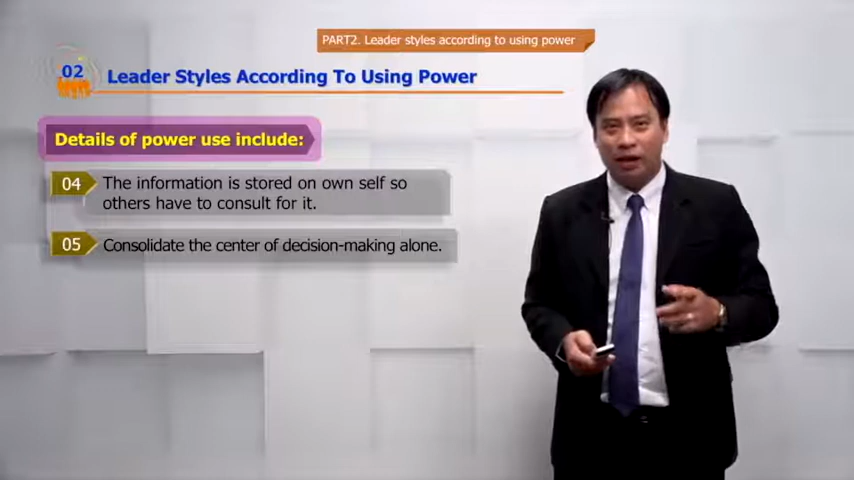 PART2. Leader styles according to using power
02
Leader Styles According To Using Power
Details of power use include:
04
The information is stored on own self so
others have to consult for it.
05
Consolidate the center of decision-making alone.